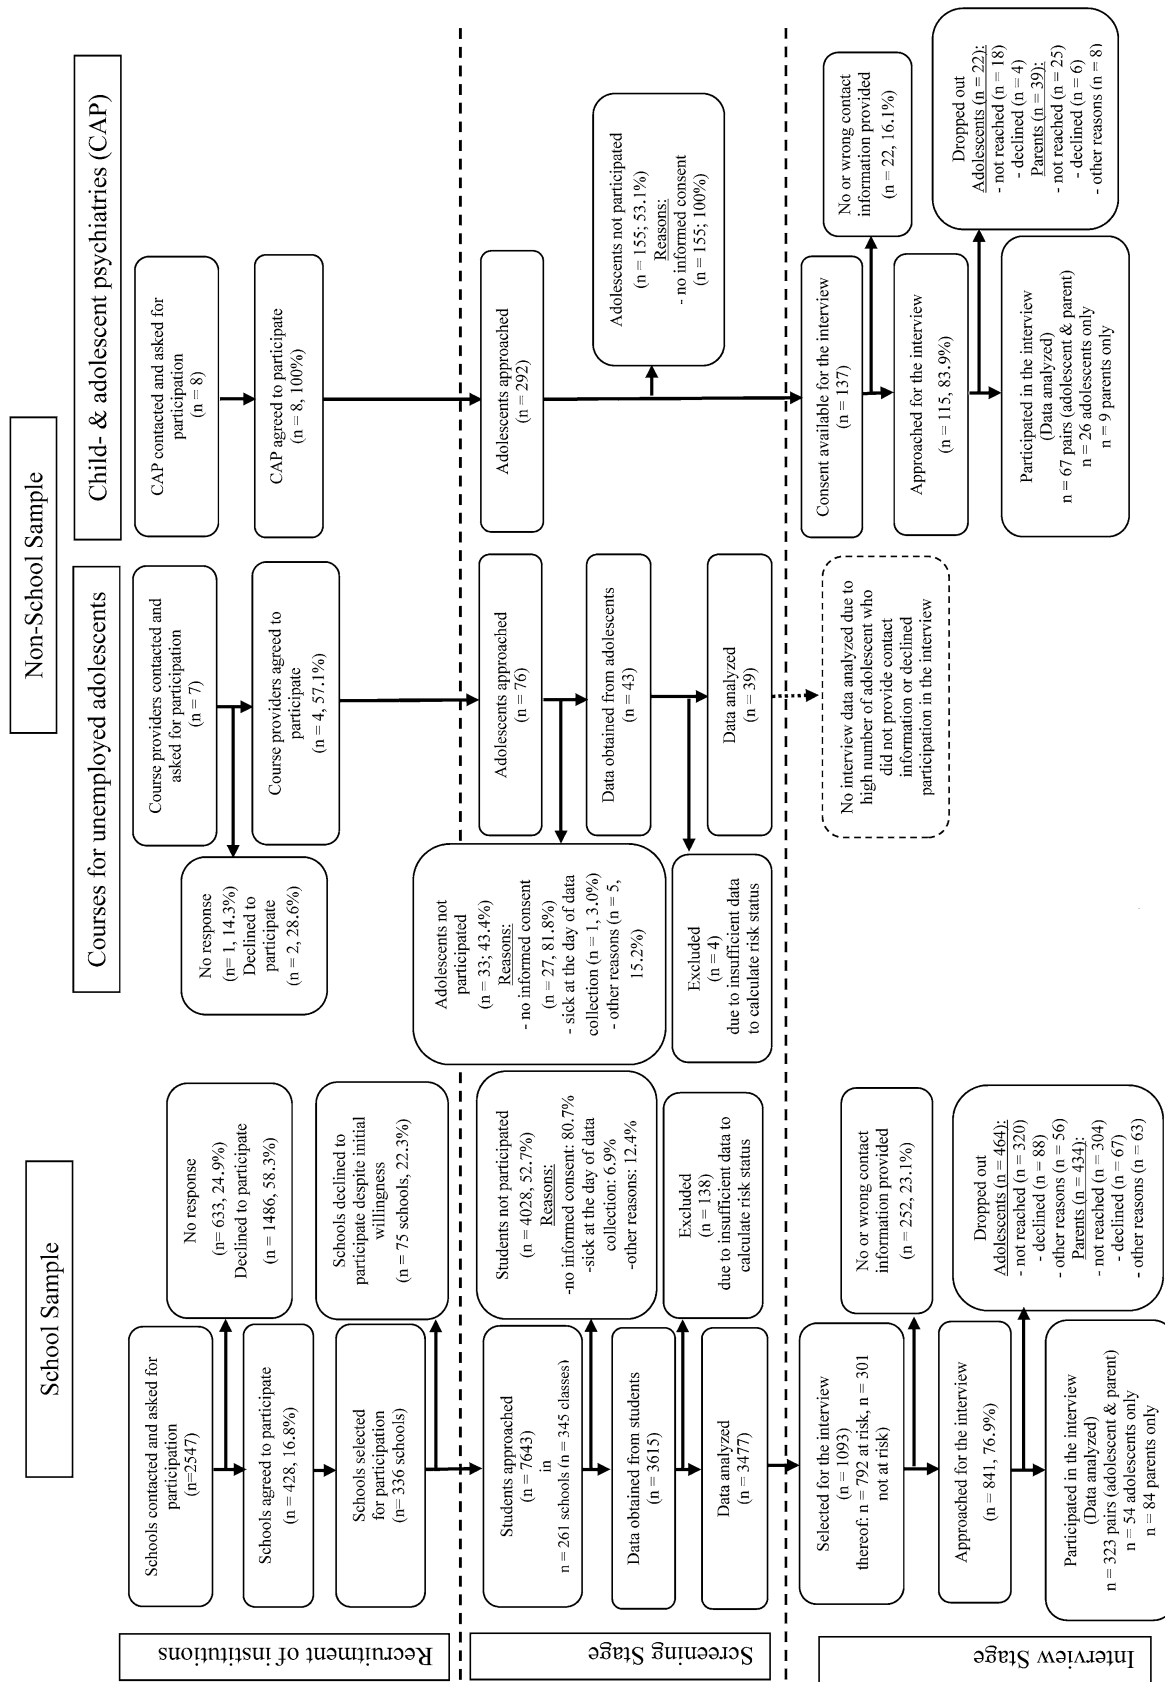 School Sample
Non-School Sample
Courses for unemployed adolescents
Child- & adolescent psychiatries (CAP)
Recruitment of institutions
Schools contacted and asked for
participation
(n=2547)
No response
(n= 633, 24.9%)
Declined to participate
(n = 1486, 58.3%)
Schools agreed to participate
(n = 428, 16.8%)
Schools selected
for participation
(n= 336 schools)
Schools declined to
participate despite initial
willingness
(n = 75 schools, 22.3%)
No response
(n= 1, 14.3%)
Declined to
participate
(n = 2, 28.6%)
Course providers contacted and
asked for participation
(n = 7)
Course providers agreed to
participate
(n = 4, 57.1%)
CAP contacted and asked for
participation
(n = 8)
CAP agreed to participate
(n = 8, 100%)
Screening Stage
Students approached
(n = 7643)
in
n = 261 schools (n = 345 classes)
Students not participated
(n = 4028, 52.7%)
Reasons:
-no informed consent: 80.7%
-sick at the day of data
collection: 6.9%
-other reasons: 12.4%
Data obtained from students
(n = 3615)
Excluded
(n = 138)
due to insufficient data to
calculate risk status
Data analyzed
(n = 3477)
Adolescents not
participated
(n = 33; 43.4%)
Reasons:
- no informed consent
(n = 27, 81.8%)
- sick at the day of data
collection (n = 1, 3.0%)
- other reasons (n = 5,
15.2%)
Adolescents approached
(n = 76)
Data obtained from adolescents
(n = 43)
Excluded
(n = 4)
due to insufficient data
to calculate risk status
Data analyzed
(n = 39)
Adolescents approached
(n = 292)
Adolescents not participated
(n = 155; 53.1%)
Reasons:
- no informed consent
(n = 155; 100%)
Interview Stage
Selected for the interview
(n = 1093)
thereof: n = 792 at risk, n = 301
not at risk)
No or wrong contact
information provided
(n = 252, 23.1%)
Approached for the interview
(n = 841, 76.9%)
Dropped out
Adolescents (n = 464):
- not reached (n = 320)
- declined (n = 88)
- other reasons (n = 56)
Parents (n = 434):
- not reached (n = 304)
- declined (n = 67)
- other reasons (n = 63)
Participated in the interview
(Data analyzed)
n = 323 pairs (adolescent & parent)
n = 54 adolescents only
n = 84 parents only
No interview data analyzed due to
high number of adolescent who
did not provide contact
information or declined
participation in the interview
Consent available for the interview
(n = 137)
No or wrong contact
information provided
(n = 22, 16.1%)
Approached for the interview
(n = 115, 83.9%)
Dropped out
Adolescents (n = 22):
- not reached (n = 18)
- declined (n = 4)
Parents (n = 39):
- not reached (n = 25)
- declined (n = 6)
- other reasons (n = 8)
Participated in the interview
(Data analyzed)
n = 67 pairs (adolescent & parent)
n = 26 adolescents only
n = 9 parents only